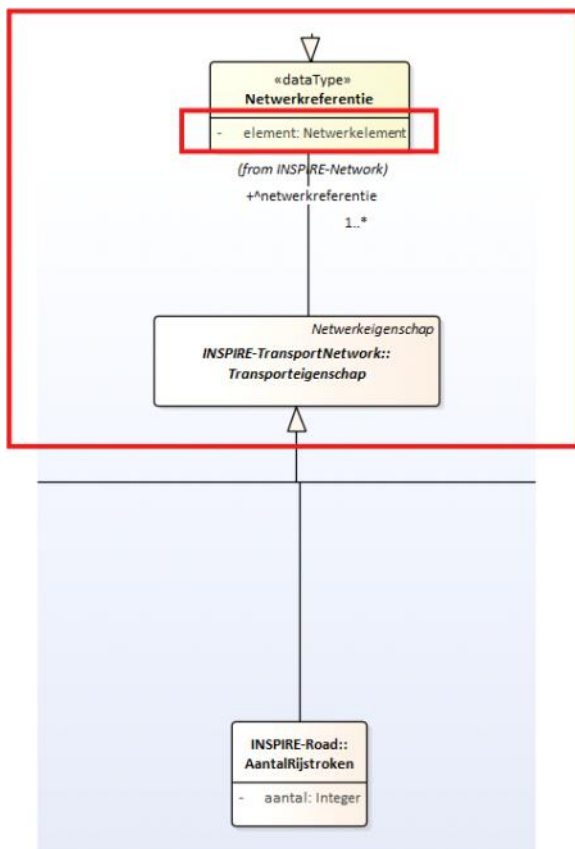 «dataType»
Netwerkreferentie
- element: Netwerkelement
(from INSPIRE-Network)
+^netwerkreferentie
1..*
Netwerkeigenschap
INSPIRE-TransportNetwork::
Transporteigenschap
INSPIRE-Road::
AantalRijstroken
- aantal: Integer